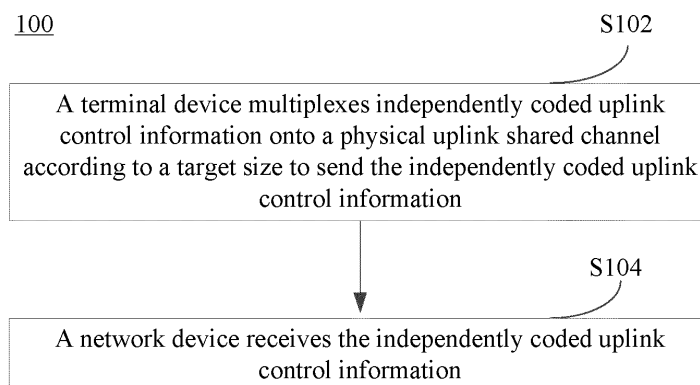 100
S102
A terminal device multiplexes independently coded uplink
control information onto a physical uplink shared channel
according to a target size to send the independently coded uplink
control information
S104
A network device receives the independently coded uplink
control information